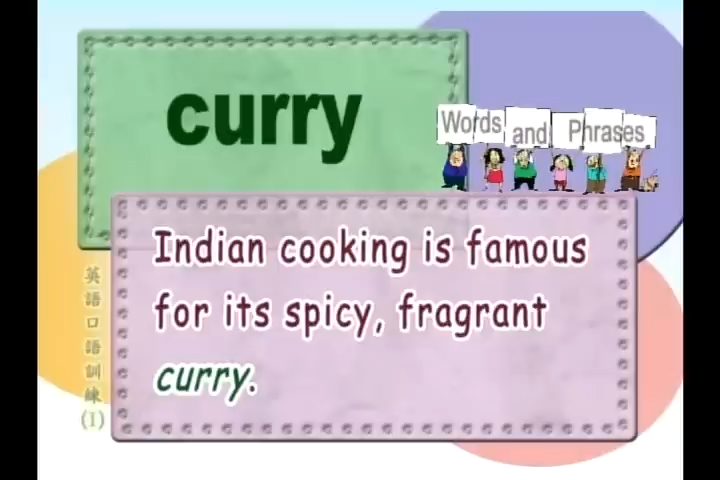 curry
Words and Phrases
Indian cooking is famous
for its spicy, fragrant
curry.
英語口語訓練(1)